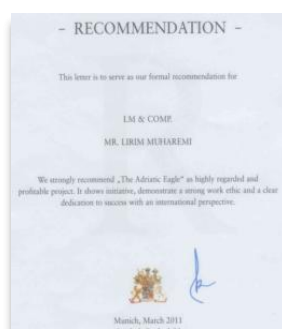 - RECOMMENDATION -
This letter is to serve as our formal recommendation for
I.M & COMP.
MR. LIRIM MUHAREMI
We strongly recommend „The Adriatic Eagle" as highly regarded and
profitable project. It shows initiative, demonstrate a strong work ethic and a clear
dedication to success with an international perspective.
Munich, March 2011